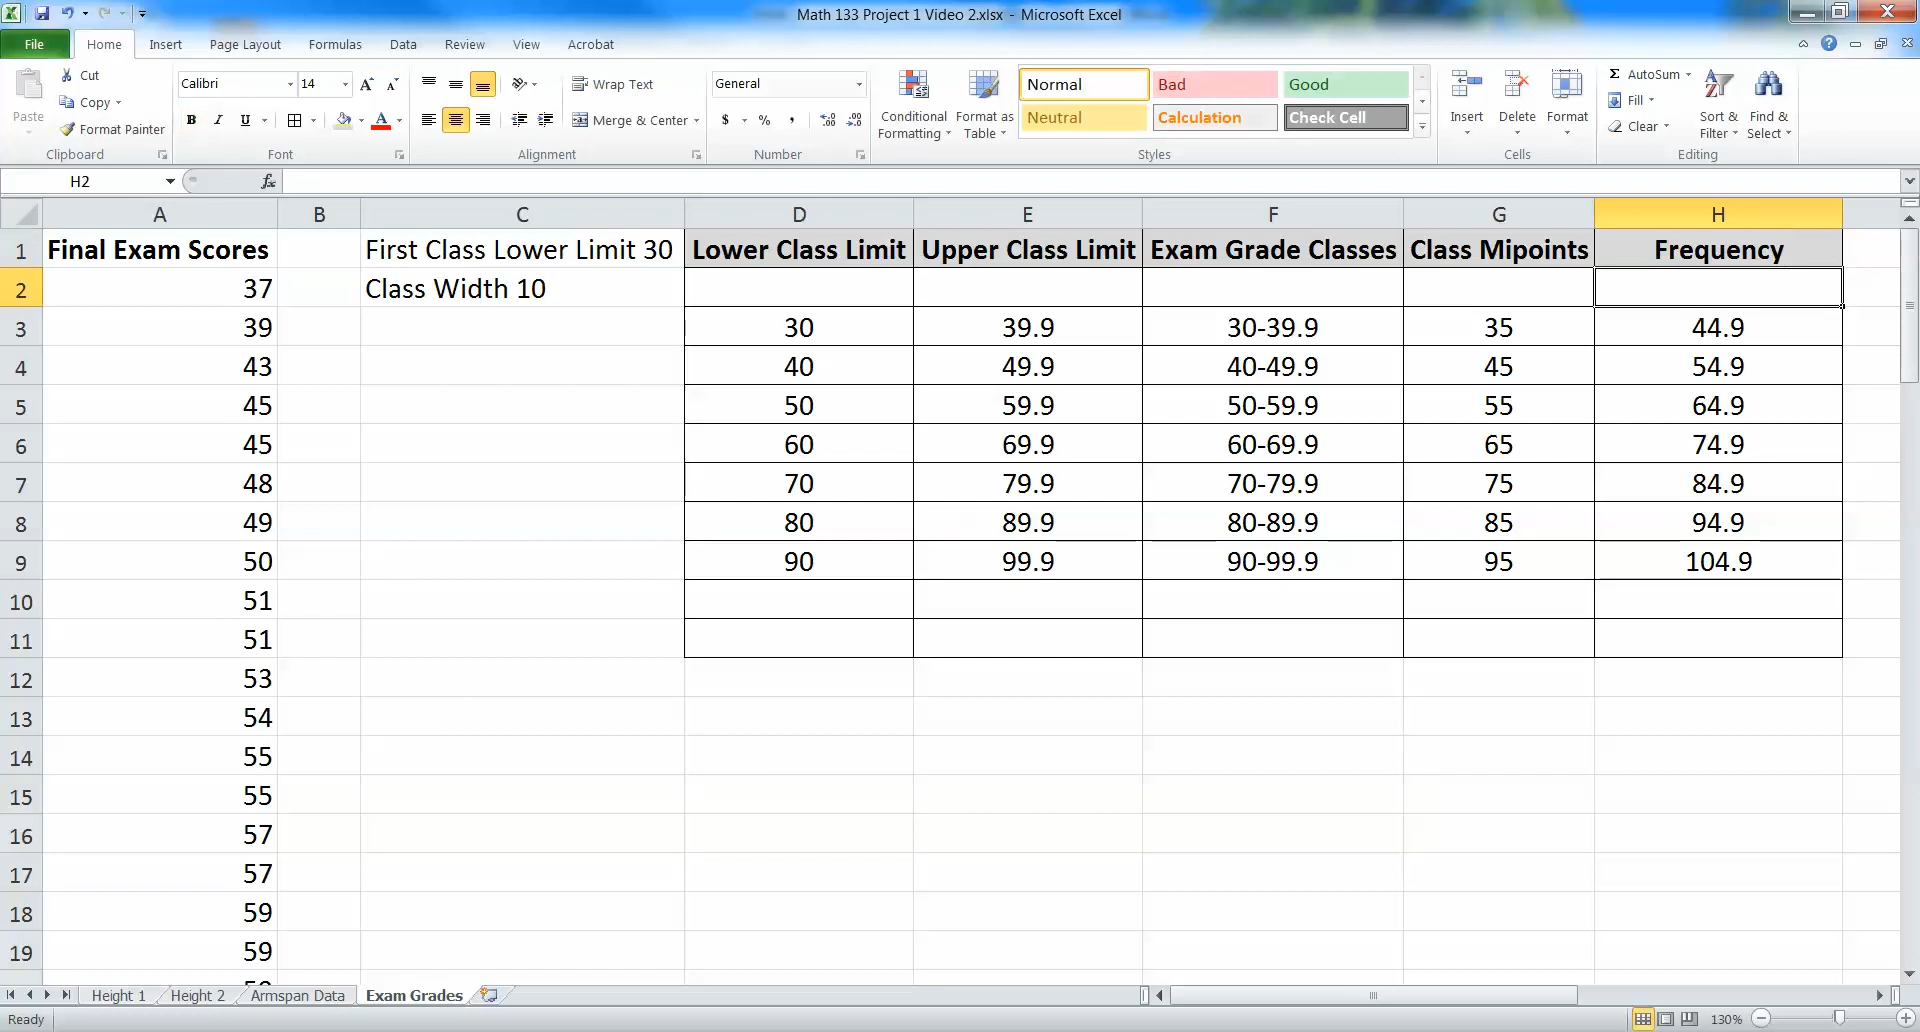 Math 133 Project 1 Video 2.xlsx - Microsoft Excel
File Home Insert Page Layout Formulas Data Review View Acrobat
Paste
Cut
Copy
Format Painter
Clipboard
Calibri 14
B I U
Font
Wrap Text
Merge & Center
Alignment
General
$ % ,
Number
Conditional Formatting
Format as Table
Normal Bad Good
Neutral Calculation Check Cell
Styles
Insert Delete Format
Cells
AutoSum
Fill
Clear
Sort & Filter
Find & Select
Editing
H2 fx
A B C D E F G H
1 Final Exam Scores First Class Lower Limit 30 Lower Class Limit Upper Class Limit Exam Grade Classes Class Mipoints Frequency
2 37 Class Width 10
3 39 30 39.9 30-39.9 35 44.9
4 43 40 49.9 40-49.9 45 54.9
5 45 50 59.9 50-59.9 55 64.9
6 45 60 69.9 60-69.9 65 74.9
7 48 70 79.9 70-79.9 75 84.9
8 49 80 89.9 80-89.9 85 94.9
9 50 90 99.9 90-99.9 95 104.9
10 51
11 51
12 53
13 54
14 55
15 55
16 57
17 57
18 59
19 59
Height 1 Height 2 Armspan Data Exam Grades
Ready 130%